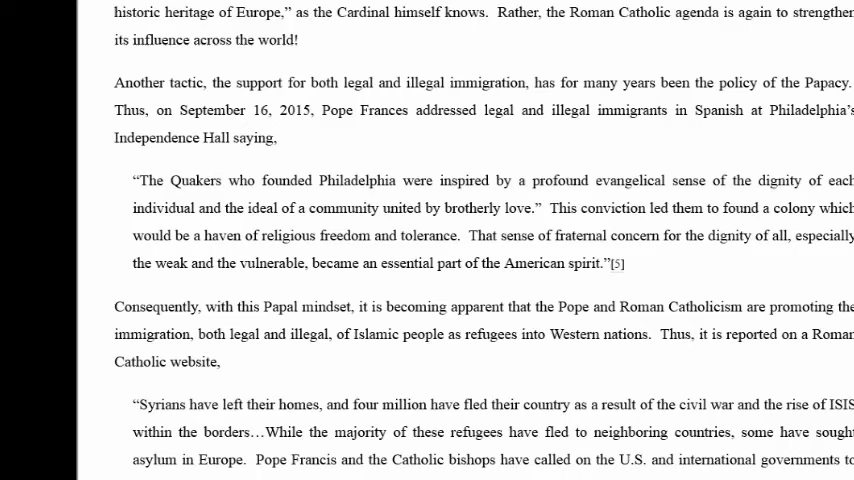 historic heritage of Europe,” as the Cardinal himself knows.  Rather, the Roman Catholic agenda is again to strengthen
its influence across the world!
Another tactic, the support for both legal and illegal immigration, has for many years been the policy of the Papacy.
Thus, on September 16, 2015, Pope Frances addressed legal and illegal immigrants in Spanish at Philadelphia’s
Independence Hall saying,
“The Quakers who founded Philadelphia were inspired by a profound evangelical sense of the dignity of each
individual and the ideal of a community united by brotherly love.”  This conviction led them to found a colony which
would be a haven of religious freedom and tolerance.  That sense of fraternal concern for the dignity of all, especially
the weak and the vulnerable, became an essential part of the American spirit.”[5]
Consequently, with this Papal mindset, it is becoming apparent that the Pope and Roman Catholicism are promoting the
immigration, both legal and illegal, of Islamic people as refugees into Western nations.  Thus, it is reported on a Roman
Catholic website,
“Syrians have left their homes, and four million have fled their country as a result of the civil war and the rise of ISIS
within the borders…While the majority of these refugees have fled to neighboring countries, some have sought
asylum in Europe.  Pope Francis and the Catholic bishops have called on the U.S. and international governments to